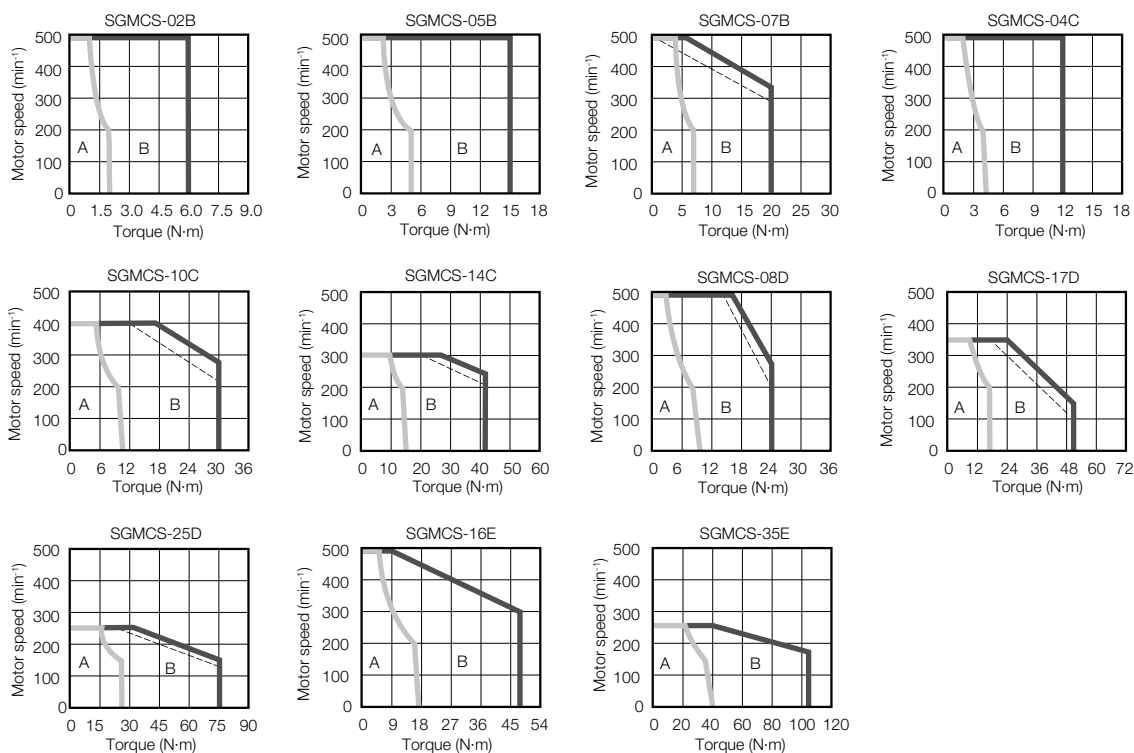 SGMCS-02B
Motor speed (min⁻¹)
500
400
300
200
100
0
A
B
0 1.5 3.0 4.5 6.0 7.5 9.0
Torque (N·m)
SGMCS-05B
Motor speed (min⁻¹)
500
400
300
200
100
0
A
B
0 3 6 9 12 15 18
Torque (N·m)
SGMCS-07B
Motor speed (min⁻¹)
500
400
300
200
100
0
A
B
0 5 10 15 20 25 30
Torque (N·m)
SGMCS-04C
Motor speed (min⁻¹)
500
400
300
200
100
0
A
B
0 3 6 9 12 15 18
Torque (N·m)
SGMCS-10C
Motor speed (min⁻¹)
500
400
300
200
100
0
A
B
0 6 12 18 24 30 36
Torque (N·m)
SGMCS-14C
Motor speed (min⁻¹)
500
400
300
200
100
0
A
B
0 10 20 30 40 50 60
Torque (N·m)
SGMCS-08D
Motor speed (min⁻¹)
500
400
300
200
100
0
A
B
0 6 12 18 24 30 36
Torque (N·m)
SGMCS-17D
Motor speed (min⁻¹)
500
400
300
200
100
0
A
B
0 12 24 36 48 60 72
Torque (N·m)
SGMCS-25D
Motor speed (min⁻¹)
500
400
300
200
100
0
A
B
0 15 30 45 60 75 90
Torque (N·m)
SGMCS-16E
Motor speed (min⁻¹)
500
400
300
200
100
0
A
B
0 9 18 27 37 45 54
Torque (N·m)
SGMCS-35E
Motor speed (min⁻¹)
500
400
300
200
100
0
A
B
0 20 40 60 80 100 120
Torque (N·m)